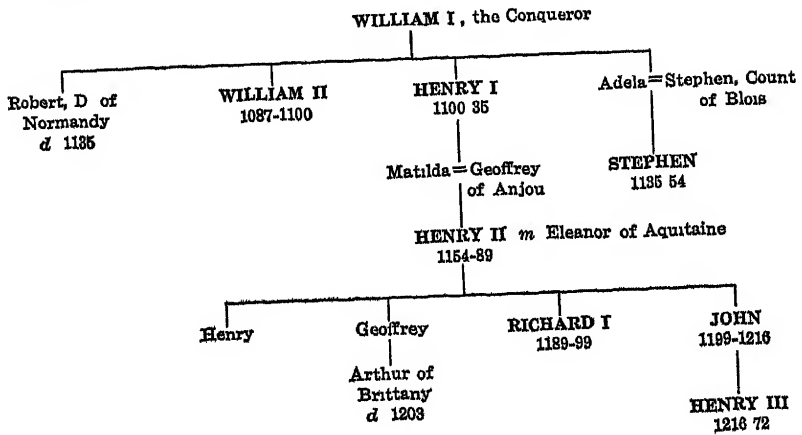 WILLIAM I, the Conqueror
Robert, D of
Normandy
d 1135
WILLIAM II
1087-1100
HENRY I
1100 35
Adela=Stephen, Count
of Blois
Matilda=Geoffrey
of Anjou
STEPHEN
1135 54
HENRY II m Eleanor of Aquitaine
1154-89
Henry
Geoffrey
RICHARD I
1189-99
JOHN
1199-1216
Arthur of
Brittany
d 1203
HENRY III
1216 72